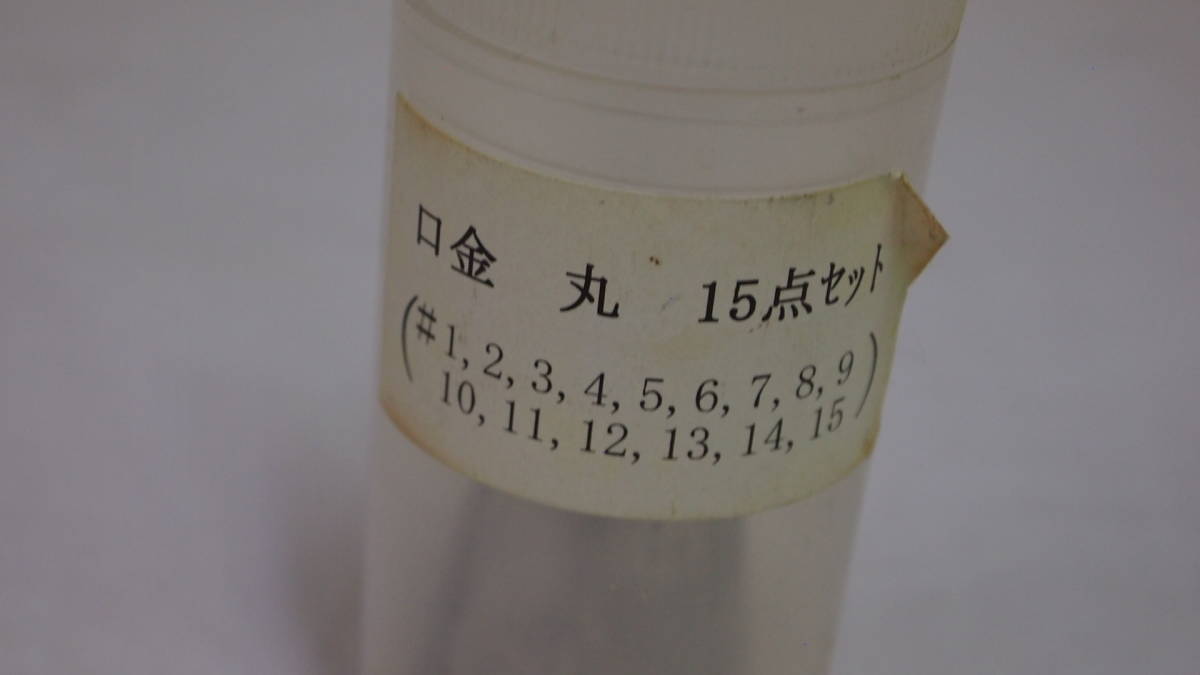 口金 丸 15点セット
(#1, 2, 3, 4, 5, 6, 7, 8, 9
10, 11, 12, 13, 14, 15)